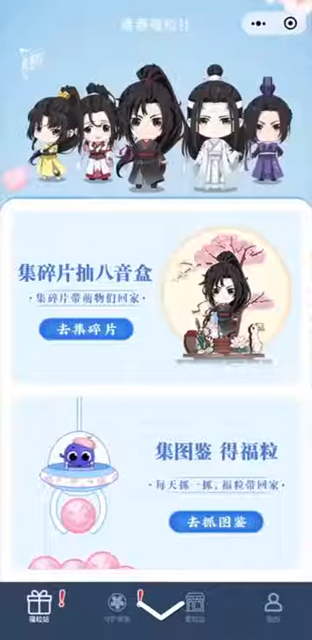 集碎片抽八音盒
·集碎片带萌物们回家·
去集碎片
集图鉴 得福粒
·每天抓一抓,福粒带回家·
去抓图鉴
福粒站